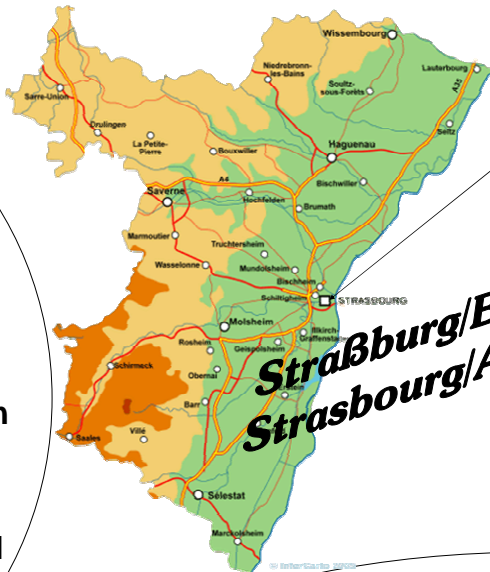 Wissembourg
Lauterbourg
Niedrebronn-
les-Bains
A35
Soultz-
sous-Forêts
Sarre-Union
Seltz
Drulingen
La Petite-
Pierre
Haguenau
Bouxwiller
A4
Bischwiller
Saverne
Hochfelden
Brumath
Marmoutier
Truchtersheim
Wasselonne
Mundolsheim
Bischheim
Schiltigheim
STRASBOURG
Molsheim
Illkirch
Graffenstaden
Rosheim
Geispolsheim
Straßburg/E
Schirmeck
Obernai
Erstein
Strasbourg/A
Barr
n
Villé
Saales
Sélestat
Marckolsheim